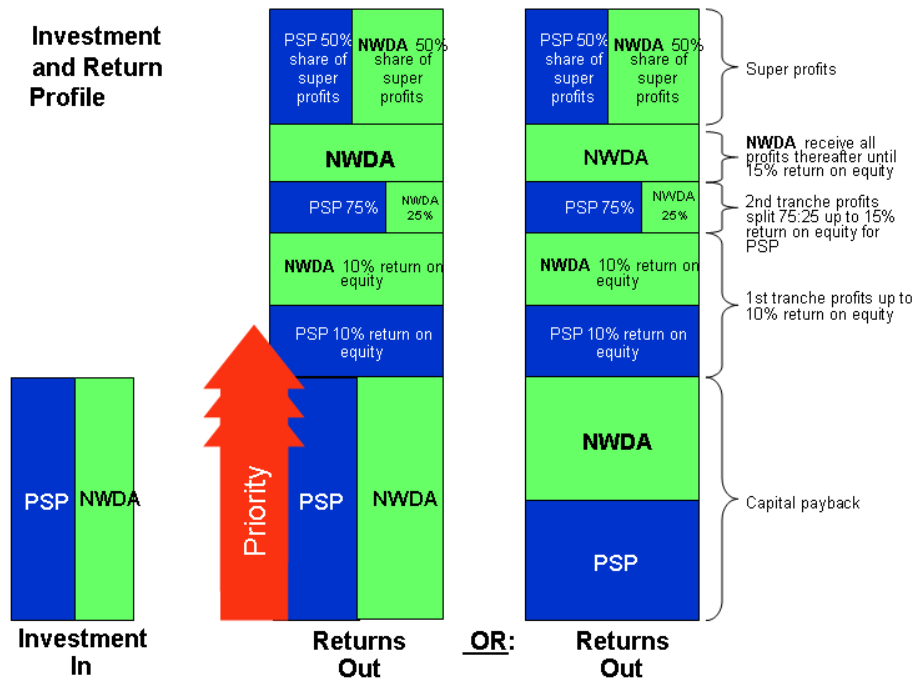 Investment
and Return
Profile
PSP 50%
share of
super
profits
NWDA 50%
share of
super
profits
NWDA
PSP 75%
NWDA
25%
NWDA 10% return on
equity
PSP 10% return on
equity
PSP
NWDA
Priority
PSP
NWDA
Investment
In
Returns
Out
OR:
PSP 50%
share of
super
profits
NWDA 50%
share of
super
profits
NWDA
PSP 75%
NWDA
25%
NWDA 10% return on
equity
PSP 10% return on
equity
NWDA
PSP
Returns
Out
Super profits
NWDA receive all
profits thereafter until
15% return on equity
2nd tranche profits
split 75:25 up to 15%
return on equity for
PSP
1st tranche profits up to
10% return on equity
Capital payback